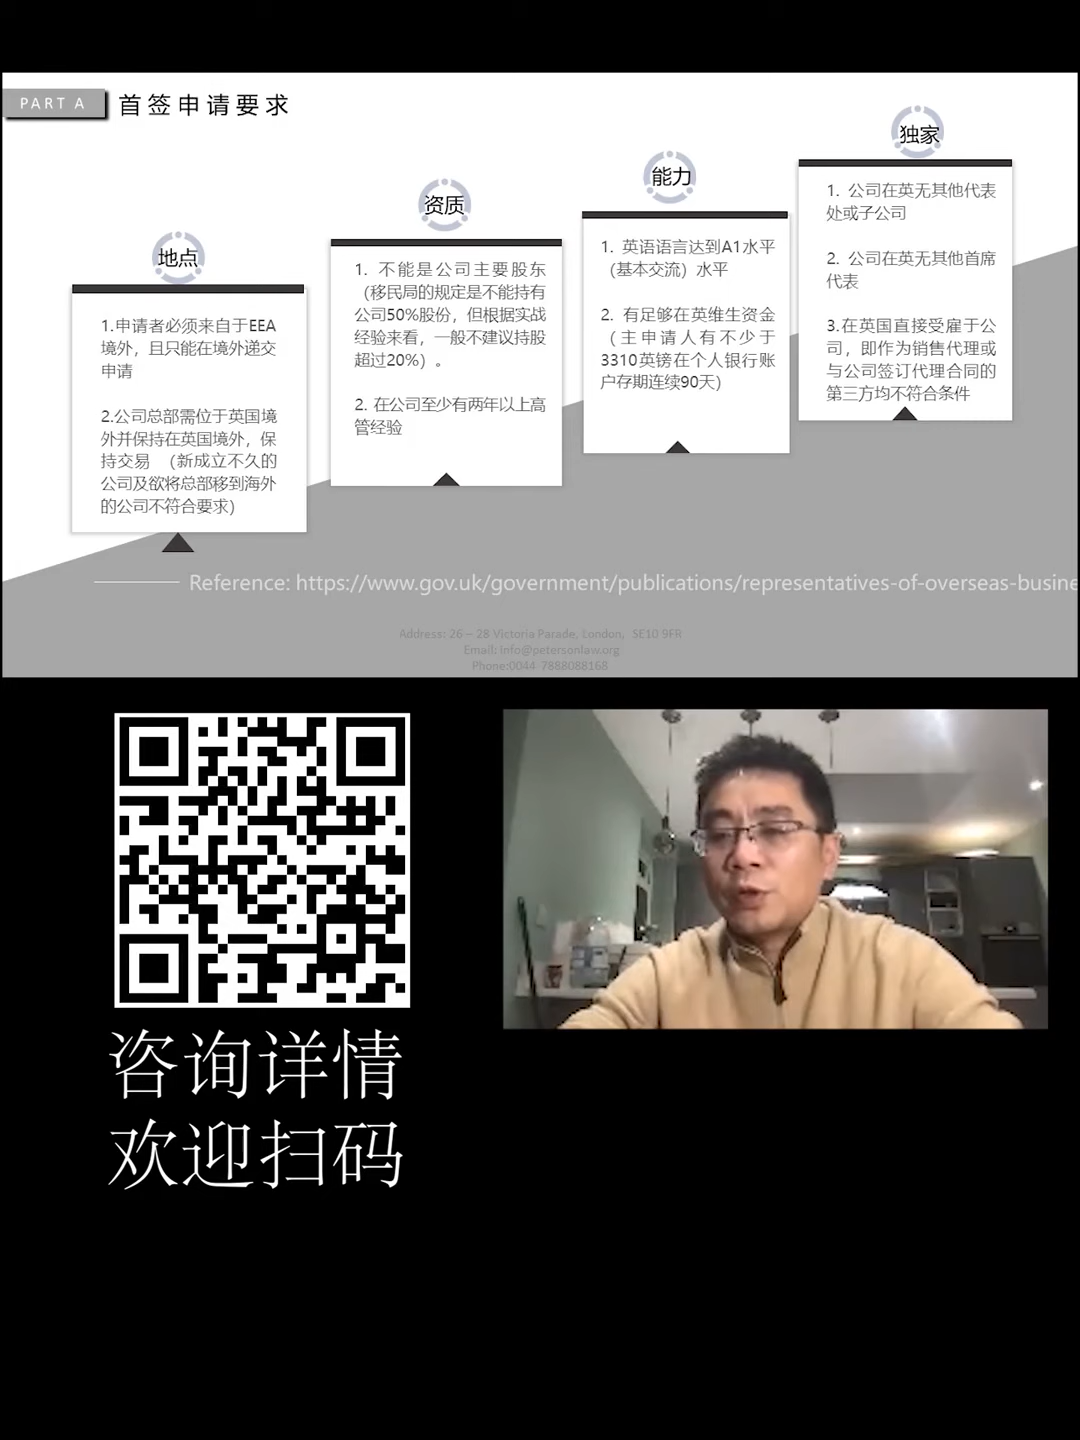 PART A
首签申请要求
地点
1.申请者必须来自于EEA
境外，且只能在境外递交
申请
2.公司总部需位于英国境
外并保持在英国境外，保
持交易 （新成立不久的
公司及欲将总部移到海外
的公司不符合要求）
资质
1. 不能是公司主要股东
（移民局的规定是不能持有
公司50%股份，但根据实战
经验来看，一般不建议持股
超过20%）。
2. 在公司至少有两年以上高
管经验
能力
1. 英语语言达到A1水平
（基本交流）水平
2. 有足够在英维生资金
（主申请人有不少于
3310英镑在个人银行账
户存期连续90天）
独家
1. 公司在英无其他代表
处或子公司
2. 公司在英无其他首席
代表
3.在英国直接受雇于公
司，即作为销售代理或
与公司签订代理合同的
第三方均不符合条件
Reference: https://www.gov.uk/government/publications/representatives-of-overseas-busine
Address: 26 – 28 Victoria Parade, London, SE10 9FR
Email: info@petersonlaw.org
Phone:0044-7888088168
咨询详情
欢迎扫码